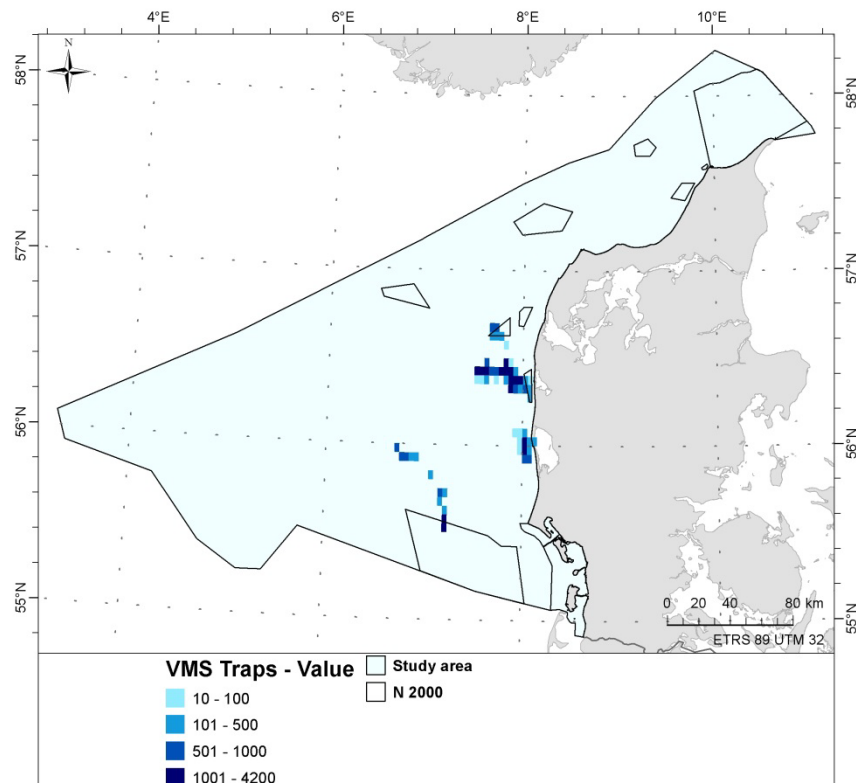 4°E 6°E 8°E 10°E
N
58°N 58°N
57°N 57°N
56°N 56°N
55°N 55°N
0 20 40 80 km
ETRS 89 UTM 32
VMS Traps - Value
Study area
N 2000
10 - 100
101 - 500
501 - 1000
1001 - 4200